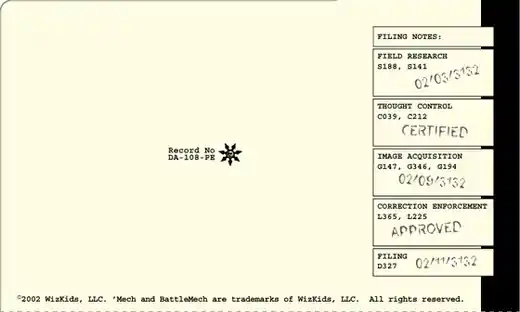 FILING NOTES:
FIELD RESEARCH
S188, S141
02/03/3132
THOUGHT CONTROL
C039, C212
CERTIFIED
Record No
DA-108-PE
IMAGE ACQUISITION
G147, G346, G194
02/09/3132
CORRECTION ENFORCEMENT
L365, L225
APPROVED
FILING
D327
02/11/3132
©2002 WizKids, LLC. 'Mech and BattleMech are trademarks of WizKids, LLC. All rights reserved.